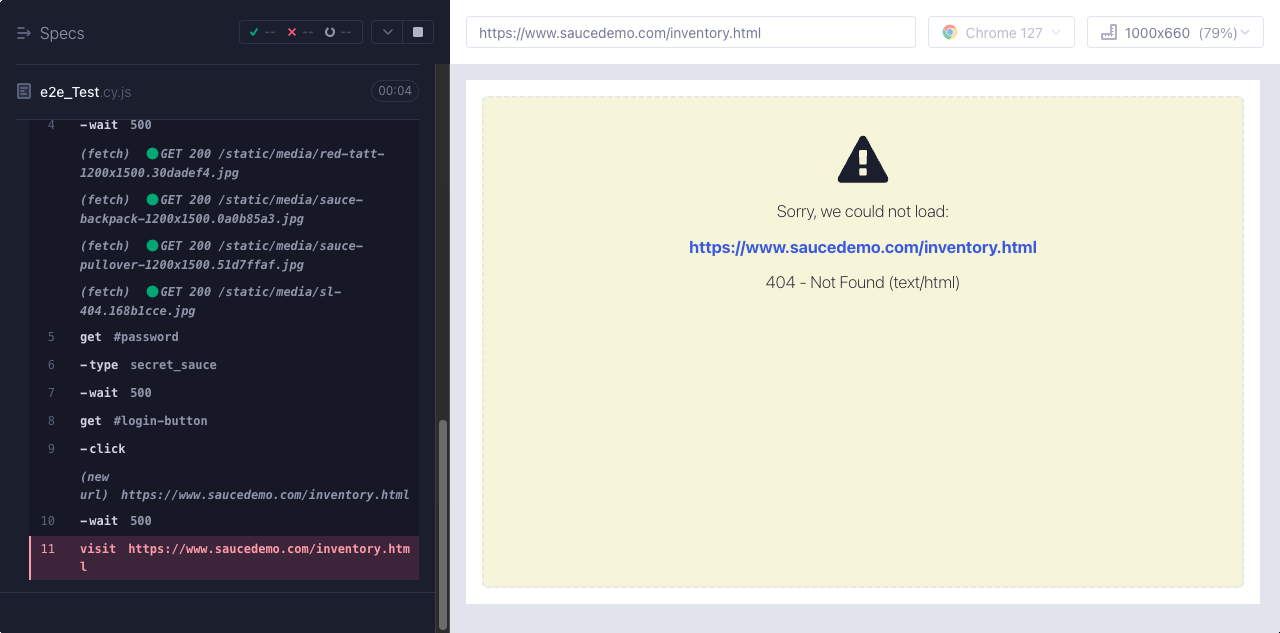 Specs
-- -- --
https://www.saucedemo.com/inventory.html
Chrome 127
1000x660 (79%)
e2e_Test.cy.js
00:04
4 -wait 500
(fetch) GET 200 /static/media/red-tatt-
1200x1500.30dadef4.jpg
(fetch) GET 200 /static/media/sauce-
backpack-1200x1500.0a0b85a3.jpg
(fetch) GET 200 /static/media/sauce-
pullover-1200x1500.51d7ffaf.jpg
(fetch) GET 200 /static/media/sl-
404.168b1cce.jpg
5 get #password
6 -type secret_sauce
7 -wait 500
8 get #login-button
9 -click
(new
url) https://www.saucedemo.com/inventory.html
10 -wait 500
11 visit https://www.saucedemo.com/inventory.htm
l
Sorry, we could not load:
https://www.saucedemo.com/inventory.html
404 - Not Found (text/html)